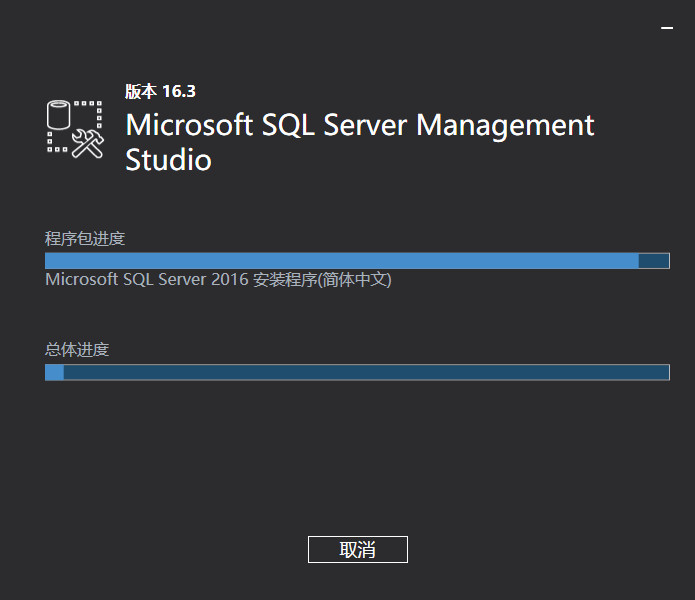 版本 16.3
Microsoft SQL Server Management
Studio
程序包进度
Microsoft SQL Server 2016 安装程序(简体中文)
总体进度
取消